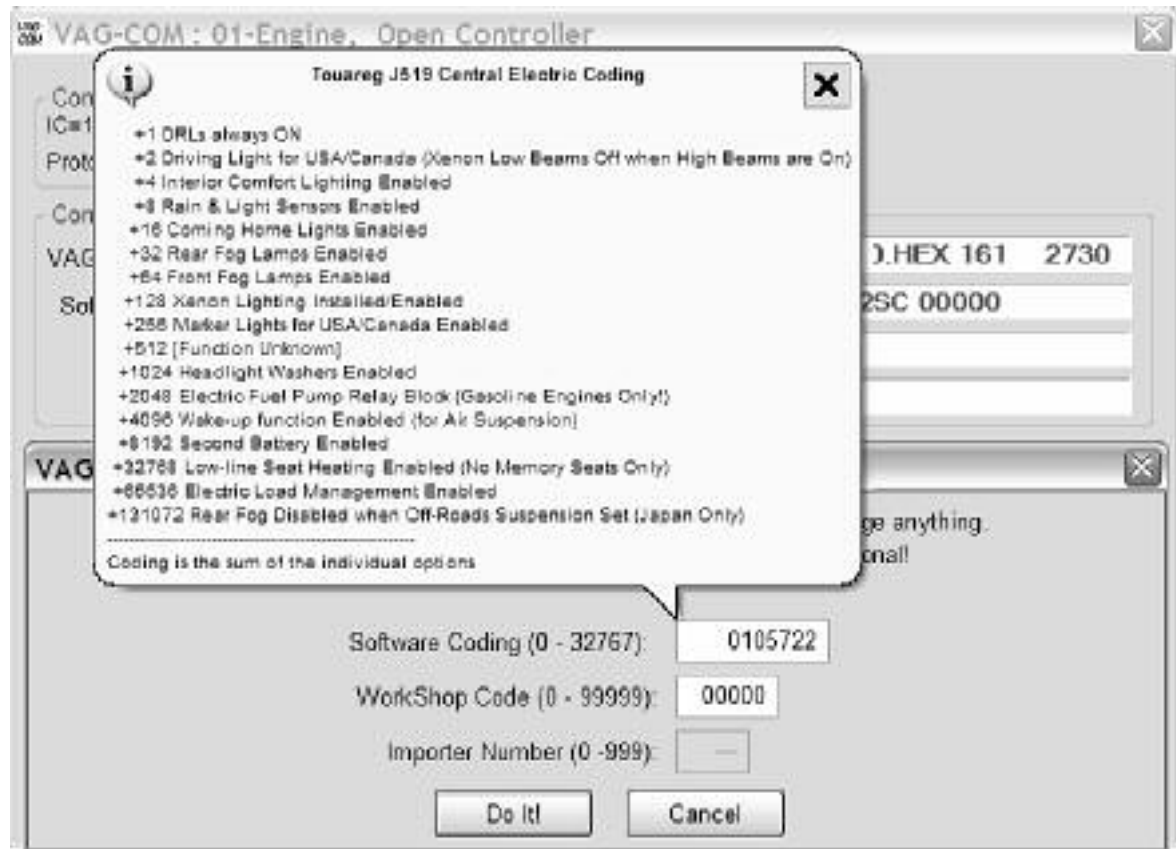 VAG-COM: 01-Engine, Open Controller
Touareg J519 Central Electric Coding
+1 DRLs always ON
+2 Driving Light for USA/Canada (Xenon Low Beams Off when High Beams are On)
+4 Interior Comfort Lighting Enabled
+8 Rain & Light Sensors Enabled
+16 Coming Home Lights Enabled
+32 Rear Fog Lamps Enabled
+64 Front Fog Lamps Enabled
+128 Xenon Lighting Installed/Enabled
+256 Marker Lights for USA/Canada Enabled
+512 [Function Unknown]
+1024 Headlight Washers Enabled
+2048 Electric Fuel Pump Relay Block (Gasoline Engines Only!)
+4096 Wake-up function Enabled (for Air Suspension)
+8192 Second Battery Enabled
+32768 Low-line Seat Heating Enabled (No Memory Seats Only)
+65536 Electric Load Management Enabled
+131072 Rear Fog Disabled when Off-Roads Suspension Set (Japan Only)
Coding is the sum of the individual options
Con
IC=1
Proto
Con
VAG
).HEX 161 2730
Sof
2SC 00000
VAG
ge anything.
onal!
Software Coding (0 - 32767): 0105722
WorkShop Code (0 - 99999): 00000
Importer Number (0 -999): ---
Do It! Cancel